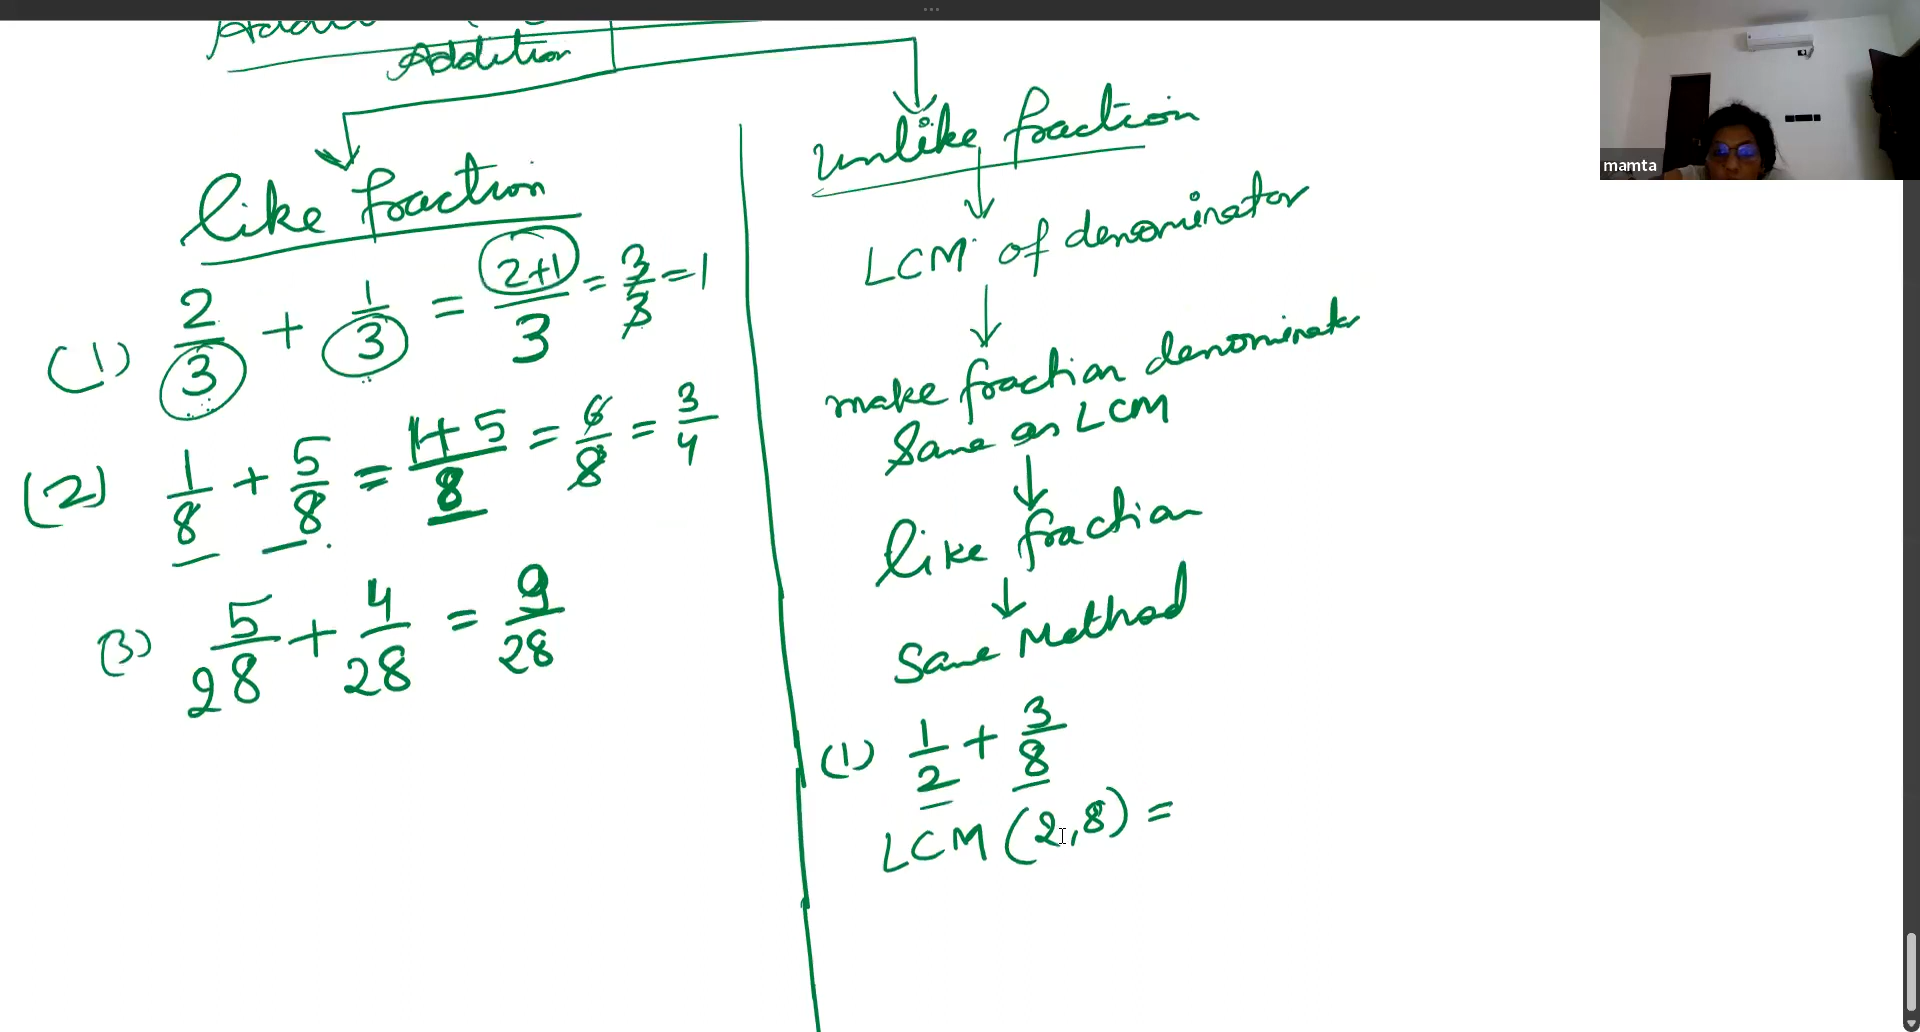 Addition
like fraction
(1) 2/3 + 1/3 = 2+1/3 = 3/3 = 1
(2) 1/8 + 5/8 = 1+5/8 = 6/8 = 3/4
(3) 5/28 + 4/28 = 9/28
unlike fraction
LCM of denominator
make fraction denominator
Same as LCM
like fraction
Same Method
(1) 1/2 + 3/8
LCM (2,8) =
mamta